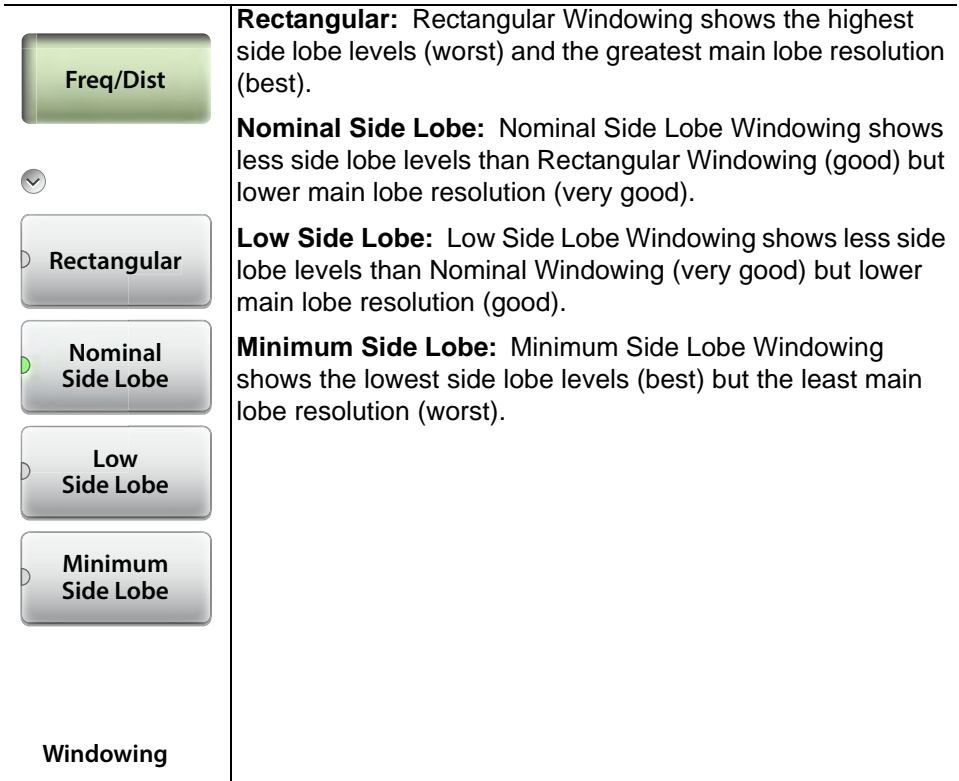 Freq/Dist
Rectangular
Nominal
Side Lobe
Low
Side Lobe
Minimum
Side Lobe
Windowing
Rectangular: Rectangular Windowing shows the highest
side lobe levels (worst) and the greatest main lobe resolution
(best).
Nominal Side Lobe: Nominal Side Lobe Windowing shows
less side lobe levels than Rectangular Windowing (good) but
lower main lobe resolution (very good).
Low Side Lobe: Low Side Lobe Windowing shows less side
lobe levels than Nominal Windowing (very good) but lower
main lobe resolution (good).
Minimum Side Lobe: Minimum Side Lobe Windowing
shows the lowest side lobe levels (best) but the least main
lobe resolution (worst).